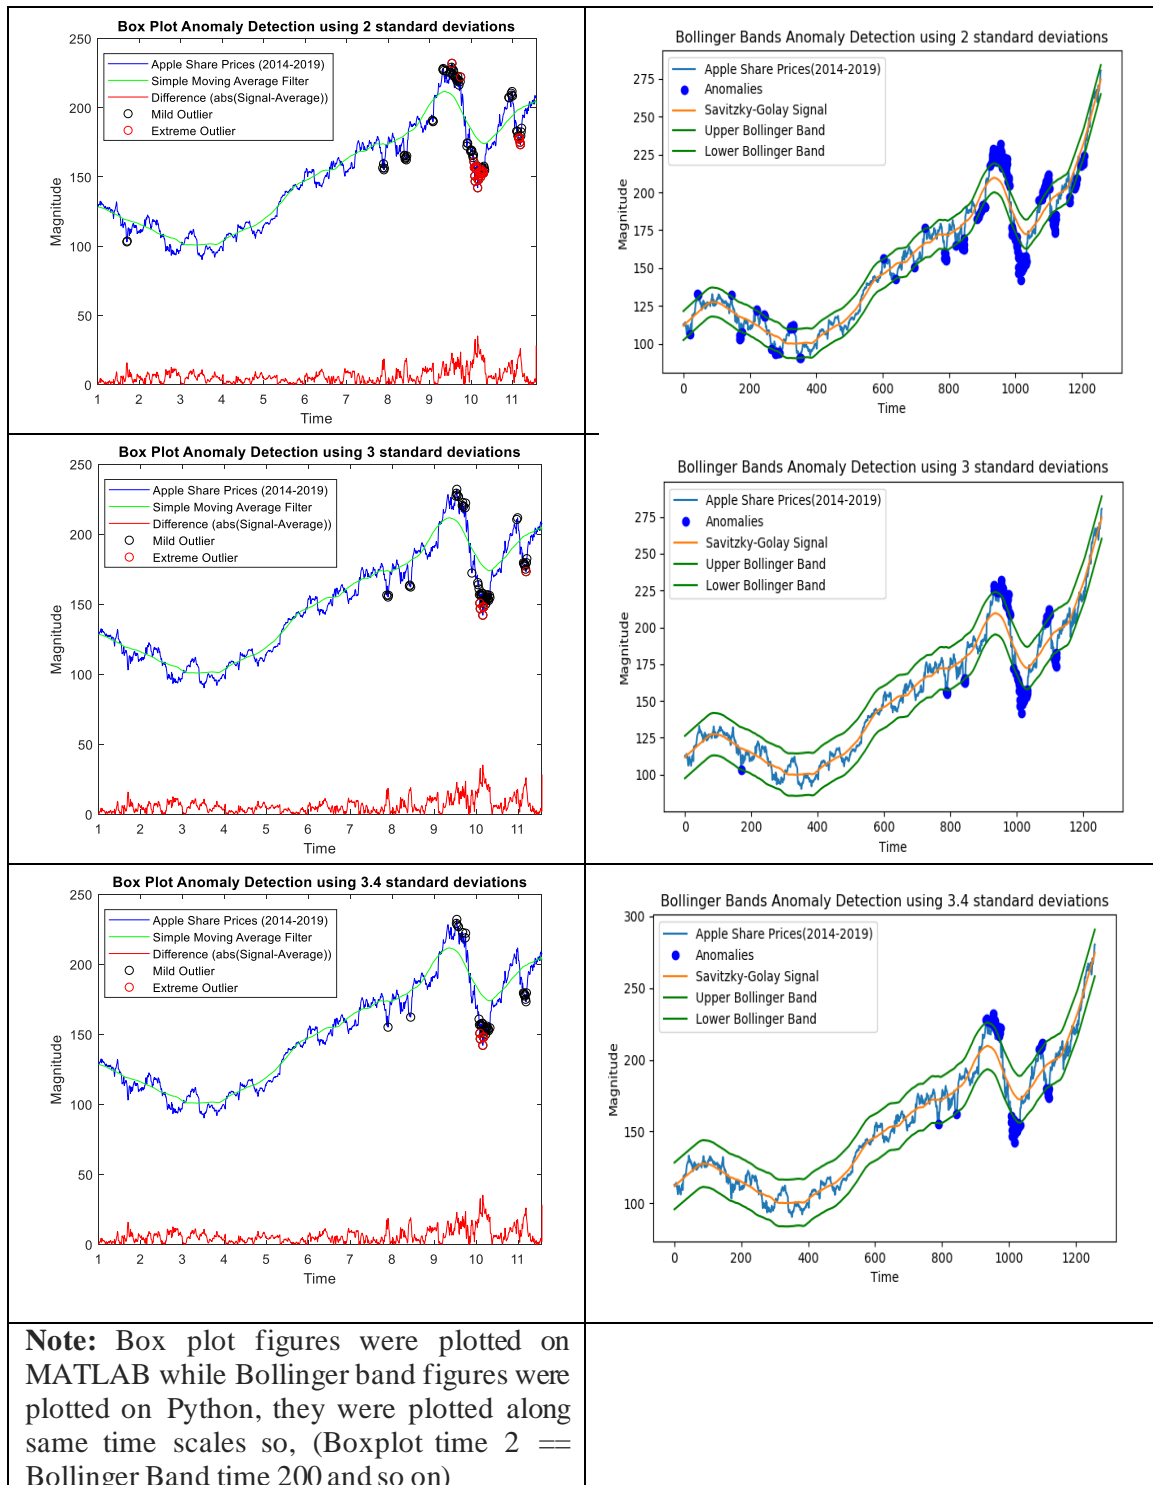 Box Plot Anomaly Detection using 2 standard deviations
250
200
150
100
50
0
Magnitude
Apple Share Prices (2014-2019)
Simple Moving Average Filter
Difference (abs(Signal-Average))
Mild Outlier
Extreme Outlier
1 2 3 4 5 6 7 8 9 10 11
Time
Bollinger Bands Anomaly Detection using 2 standard deviations
275
250
225
200
175
150
125
100
Magnitude
Apple Share Prices(2014-2019)
Anomalies
Savitzky-Golay Signal
Upper Bollinger Band
Lower Bollinger Band
0 200 400 600 800 1000 1200
Time
Box Plot Anomaly Detection using 3 standard deviations
250
200
150
100
50
0
Magnitude
Apple Share Prices (2014-2019)
Simple Moving Average Filter
Difference (abs(Signal-Average))
Mild Outlier
Extreme Outlier
1 2 3 4 5 6 7 8 9 10 11
Time
Bollinger Bands Anomaly Detection using 3 standard deviations
275
250
225
200
175
150
125
100
Magnitude
Apple Share Prices(2014-2019)
Anomalies
Savitzky-Golay Signal
Upper Bollinger Band
Lower Bollinger Band
0 200 400 600 800 1000 1200
Time
Box Plot Anomaly Detection using 3.4 standard deviations
250
200
150
100
50
0
Magnitude
Apple Share Prices (2014-2019)
Simple Moving Average Filter
Difference (abs(Signal-Average))
Mild Outlier
Extreme Outlier
1 2 3 4 5 6 7 8 9 10 11
Time
Bollinger Bands Anomaly Detection using 3.4 standard deviations
300
250
200
150
100
Magnitude
Apple Share Prices(2014-2019)
Anomalies
Savitzky-Golay Signal
Upper Bollinger Band
Lower Bollinger Band
0 200 400 600 800 1000 1200
Time
Note: Box plot figures were plotted on
MATLAB while Bollinger band figures were
plotted on Python, they were plotted along
same time scales so, (Boxplot time 2 ==
Bollinger Band time 200 and so on)